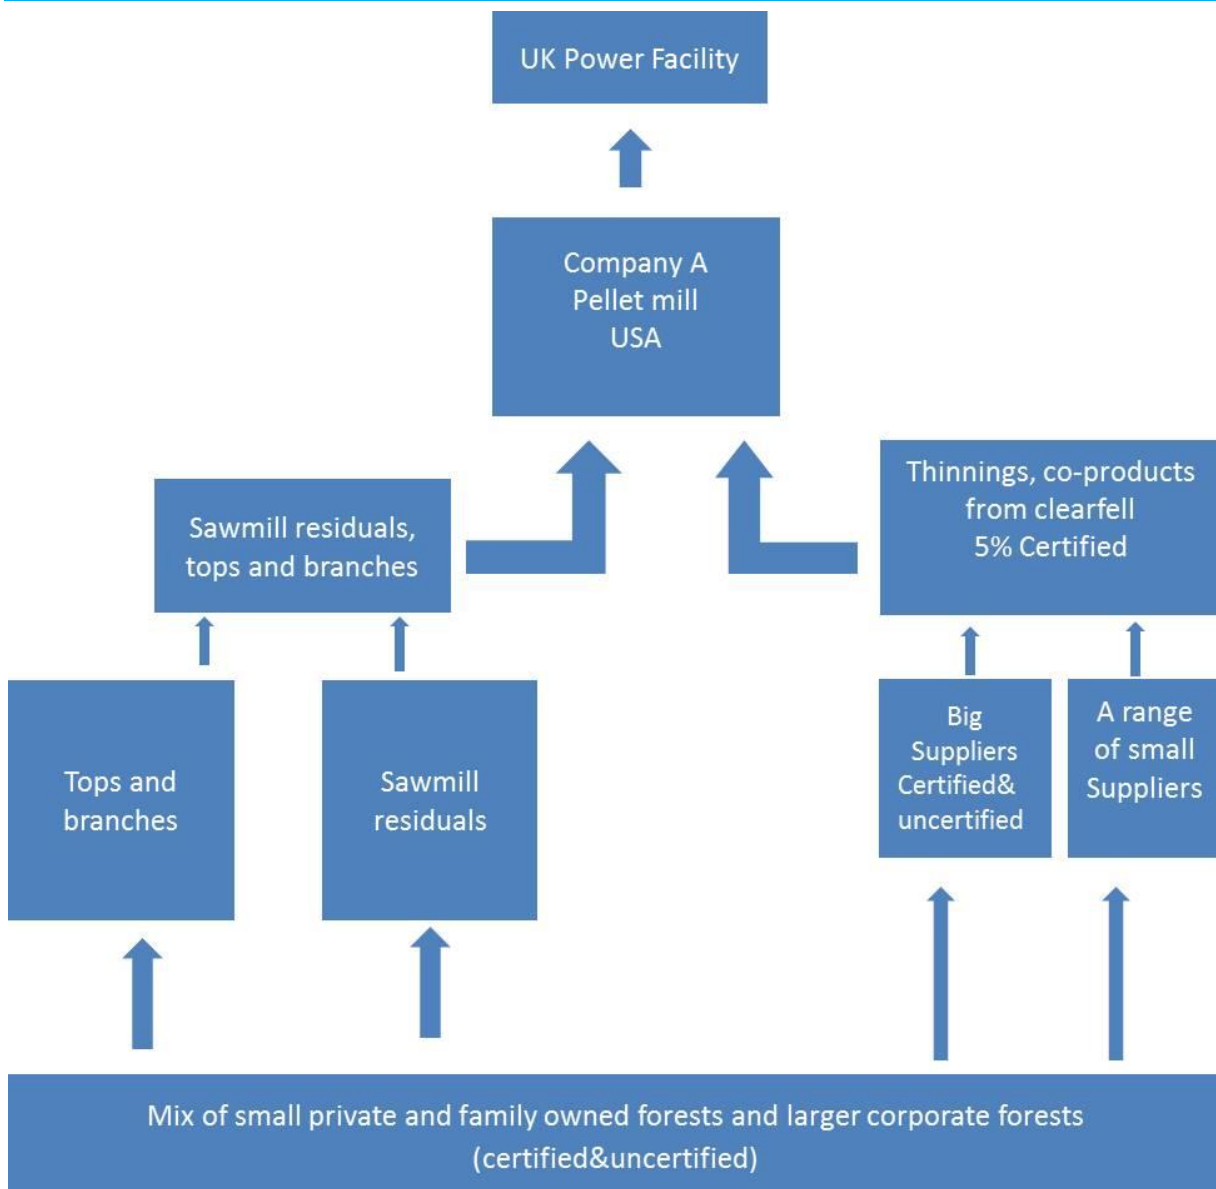 UK Power Facility
Company A
Pellet mill
USA
Sawmill residuals,
tops and branches
Thinnings, co-products
from clearfell
5% Certified
Tops and
branches
Sawmill
residuals
Big
Suppliers
Certified&
uncertified
A range
of small
Suppliers
Mix of small private and family owned forests and larger corporate forests
(certified&uncertified)